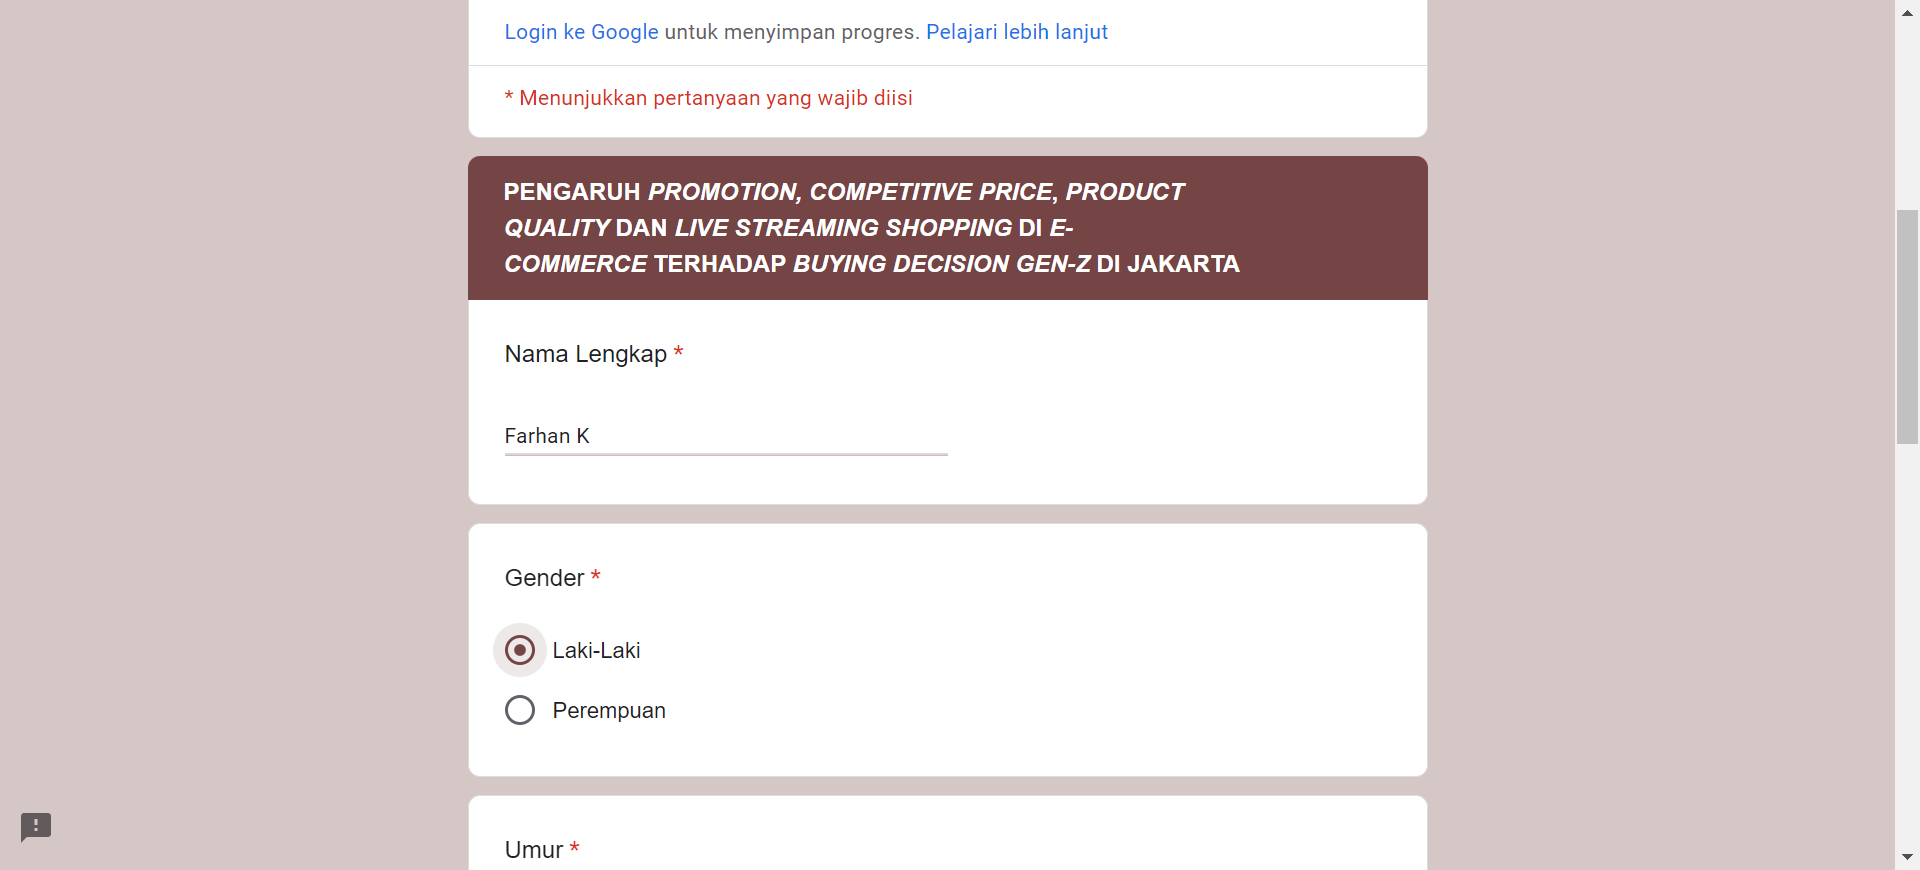 Login ke Google untuk menyimpan progres. Pelajari lebih lanjut
* Menunjukkan pertanyaan yang wajib diisi
PENGARUH PROMOTION, COMPETITIVE PRICE, PRODUCT
QUALITY DAN LIVE STREAMING SHOPPING DI E-
COMMERCE TERHADAP BUYING DECISION GEN-Z DI JAKARTA
Nama Lengkap *
Farhan K
Gender *
Laki-Laki
Perempuan
Umur *